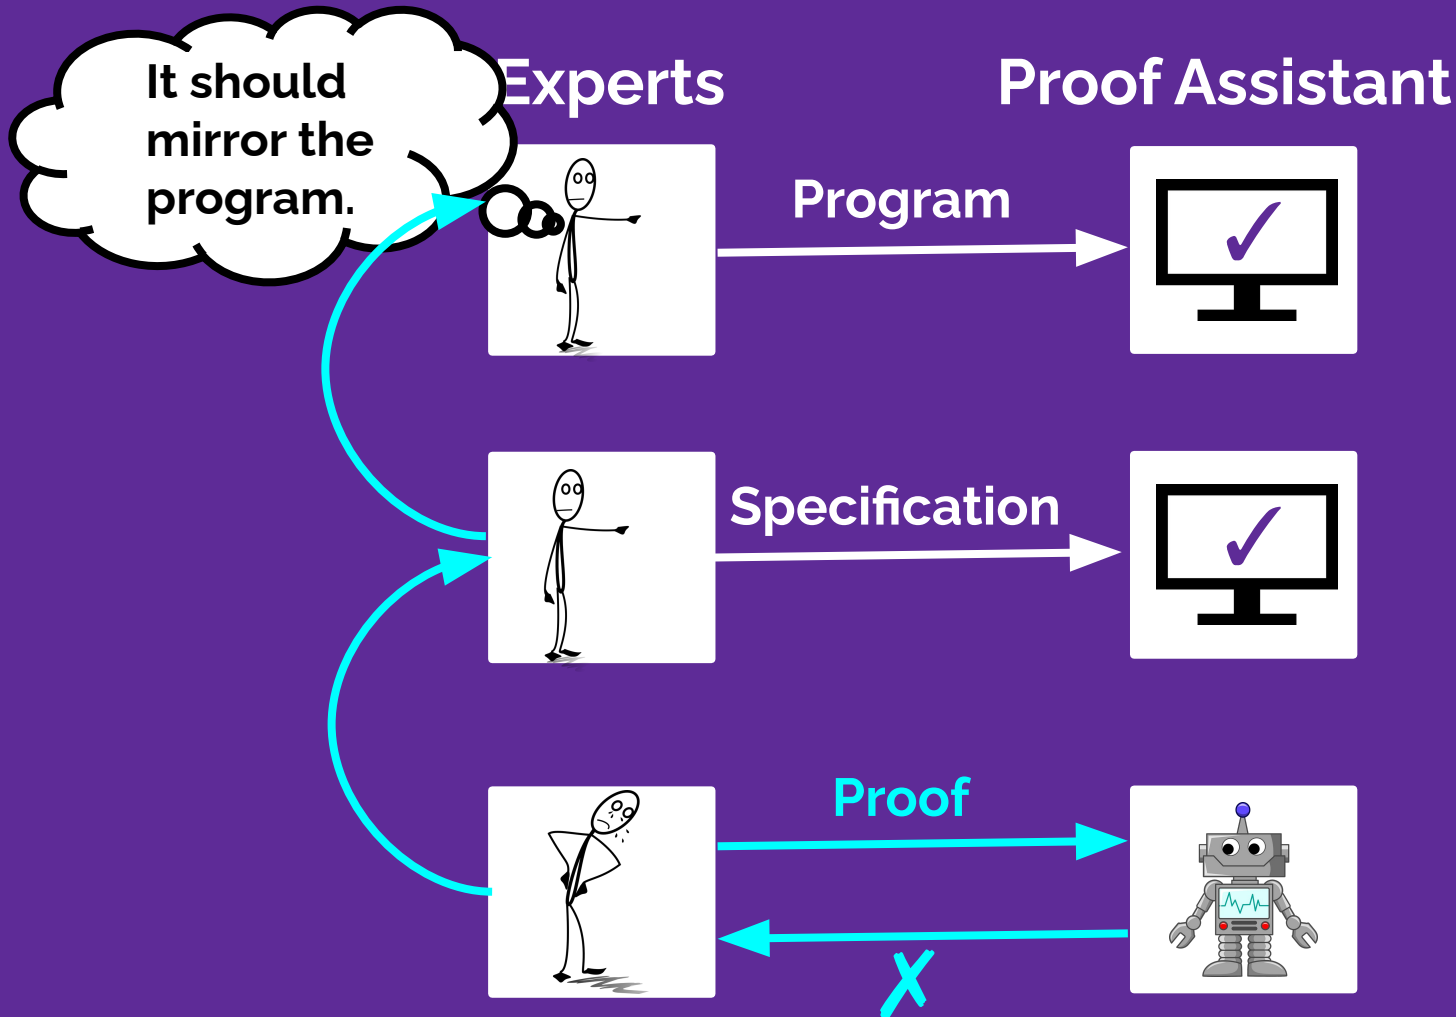 It should
mirror the
program.
Experts
Proof Assistant
Program
✓
Specification
✓
Proof
✗